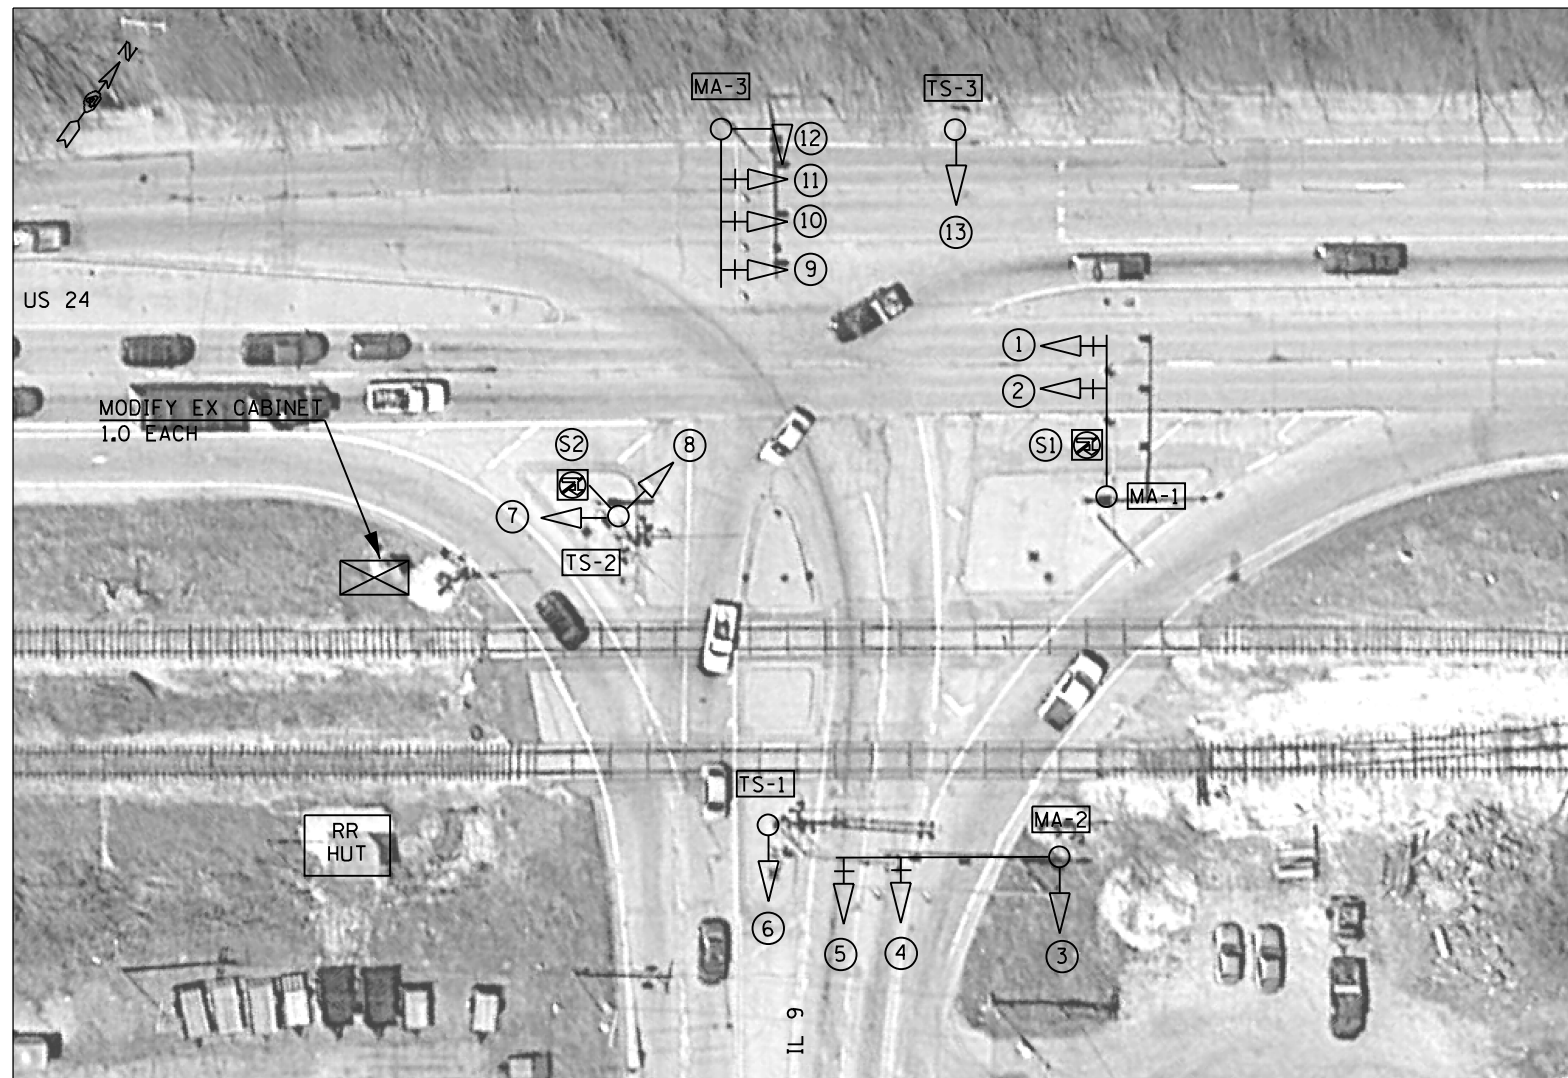 N
MA-3
TS-3
12
11
10
9
13
US 24
1
2
MODIFY EX CABINET
1.0 EACH
S2
8
S1
7
MA-1
TS-2
TS-1
MA-2
RR
HUT
6
5
4
3
IL 9